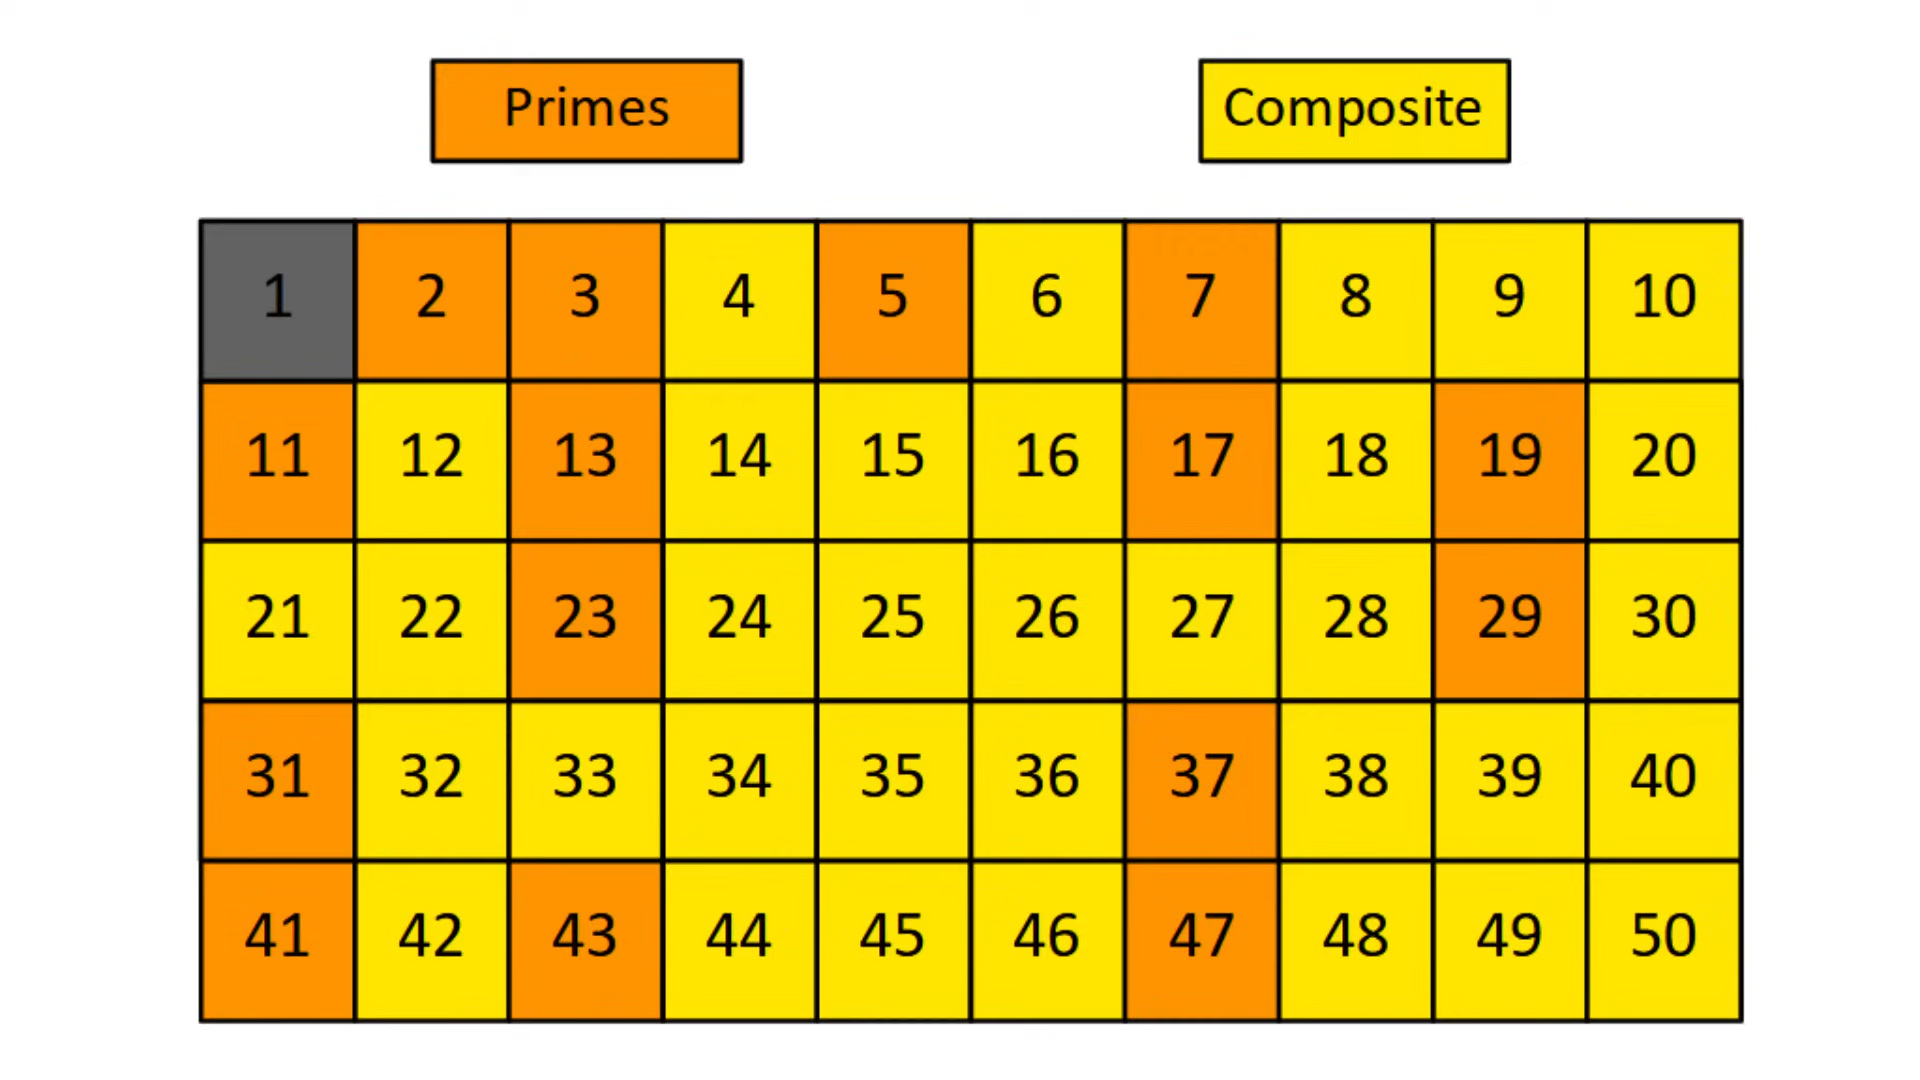 Primes Composite
1 2 3 4 5 6 7 8 9 10
11 12 13 14 15 16 17 18 19 20
21 22 23 24 25 26 27 28 29 30
31 32 33 34 35 36 37 38 39 40
41 42 43 44 45 46 47 48 49 50